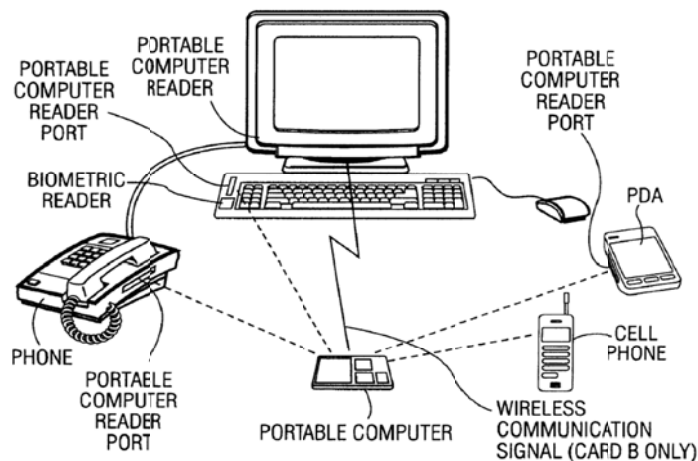 PORTABLE
COMPUTER
READER
PORTABLE
COMPUTER
READER
PORT
BIOMETRIC
READER
PORTABLE
COMPUTER
READER
PORT
PDA
PHONE
PORTABLE
COMPUTER
READER
PORT
PORTABLE COMPUTER
CELL
PHONE
WIRELESS
COMMUNICATION
SIGNAL (CARD B ONLY)